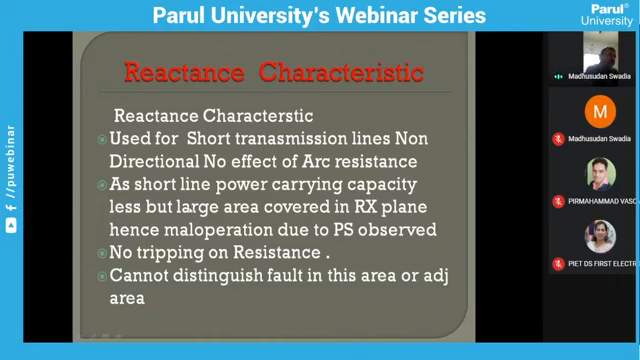 Parul University's Webinar Series
Parul®
University
Reactance Characteristic
Reactance Characterstic
Used for Short tranasmission lines Non
Directional No effect of Arc resistance
As short line power carrying capacity
less but large area covered in RX plane
hence maloperation due to PS observed
No tripping on Resistance .
Cannot distinguish fault in this area or adj
area
/puwebinar
Madhusudan Swadia
M
Madhusudan Swadia
PIRMAHAMMAD VASO
PIET DS FIRST ELECTR